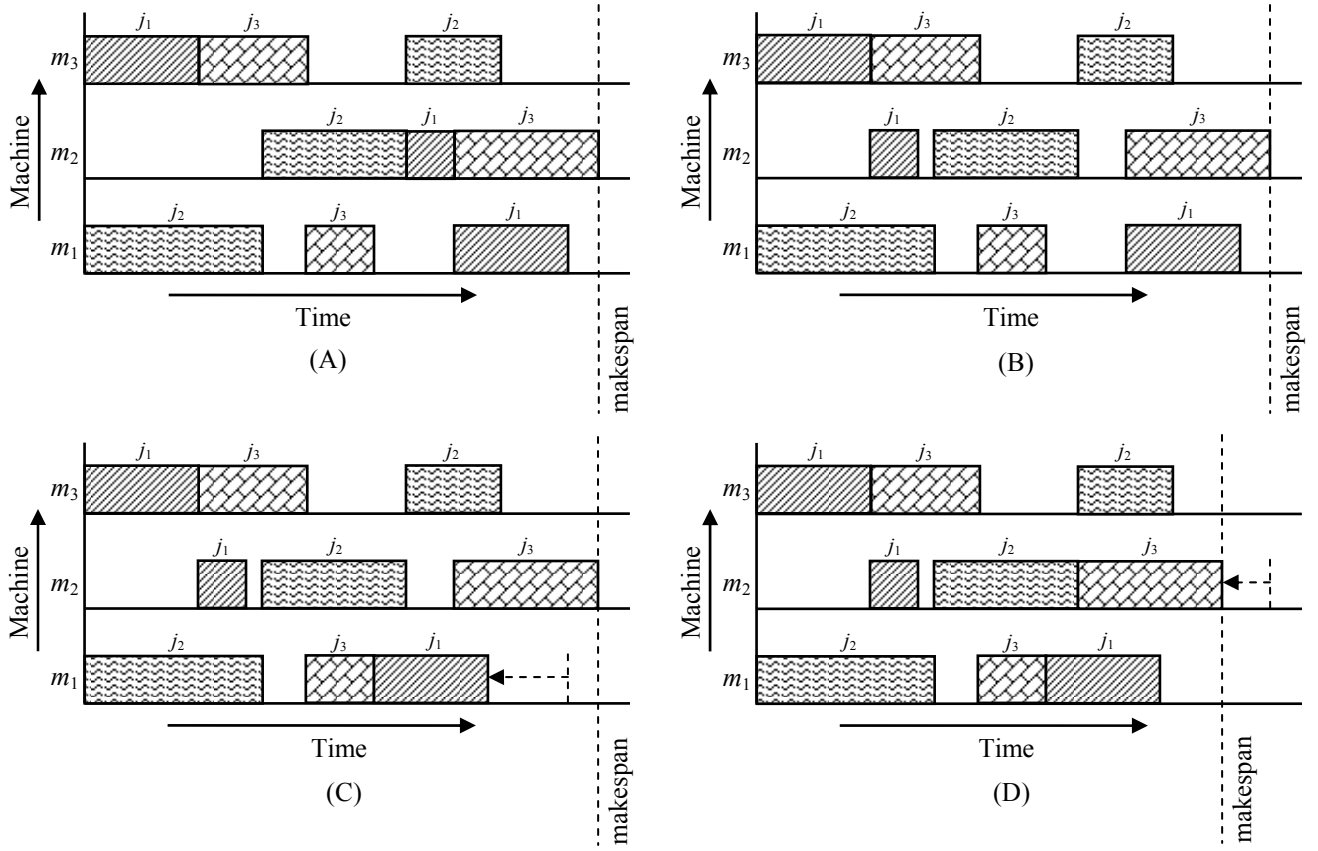 j1 j3 j2
m3
j2 j1 j3
m2
j2 j3 j1
m1
Machine
Time
makespan
(A)
j1 j3 j2
m3
j1 j2 j3
m2
j2 j3 j1
m1
Machine
Time
makespan
(B)
j1 j3 j2
m3
j1 j2 j3
m2
j2 j3 j1
m1
Machine
Time
makespan
(C)
j1 j3 j2
m3
j1 j2 j3
m2
j2 j3 j1
m1
Machine
Time
makespan
(D)